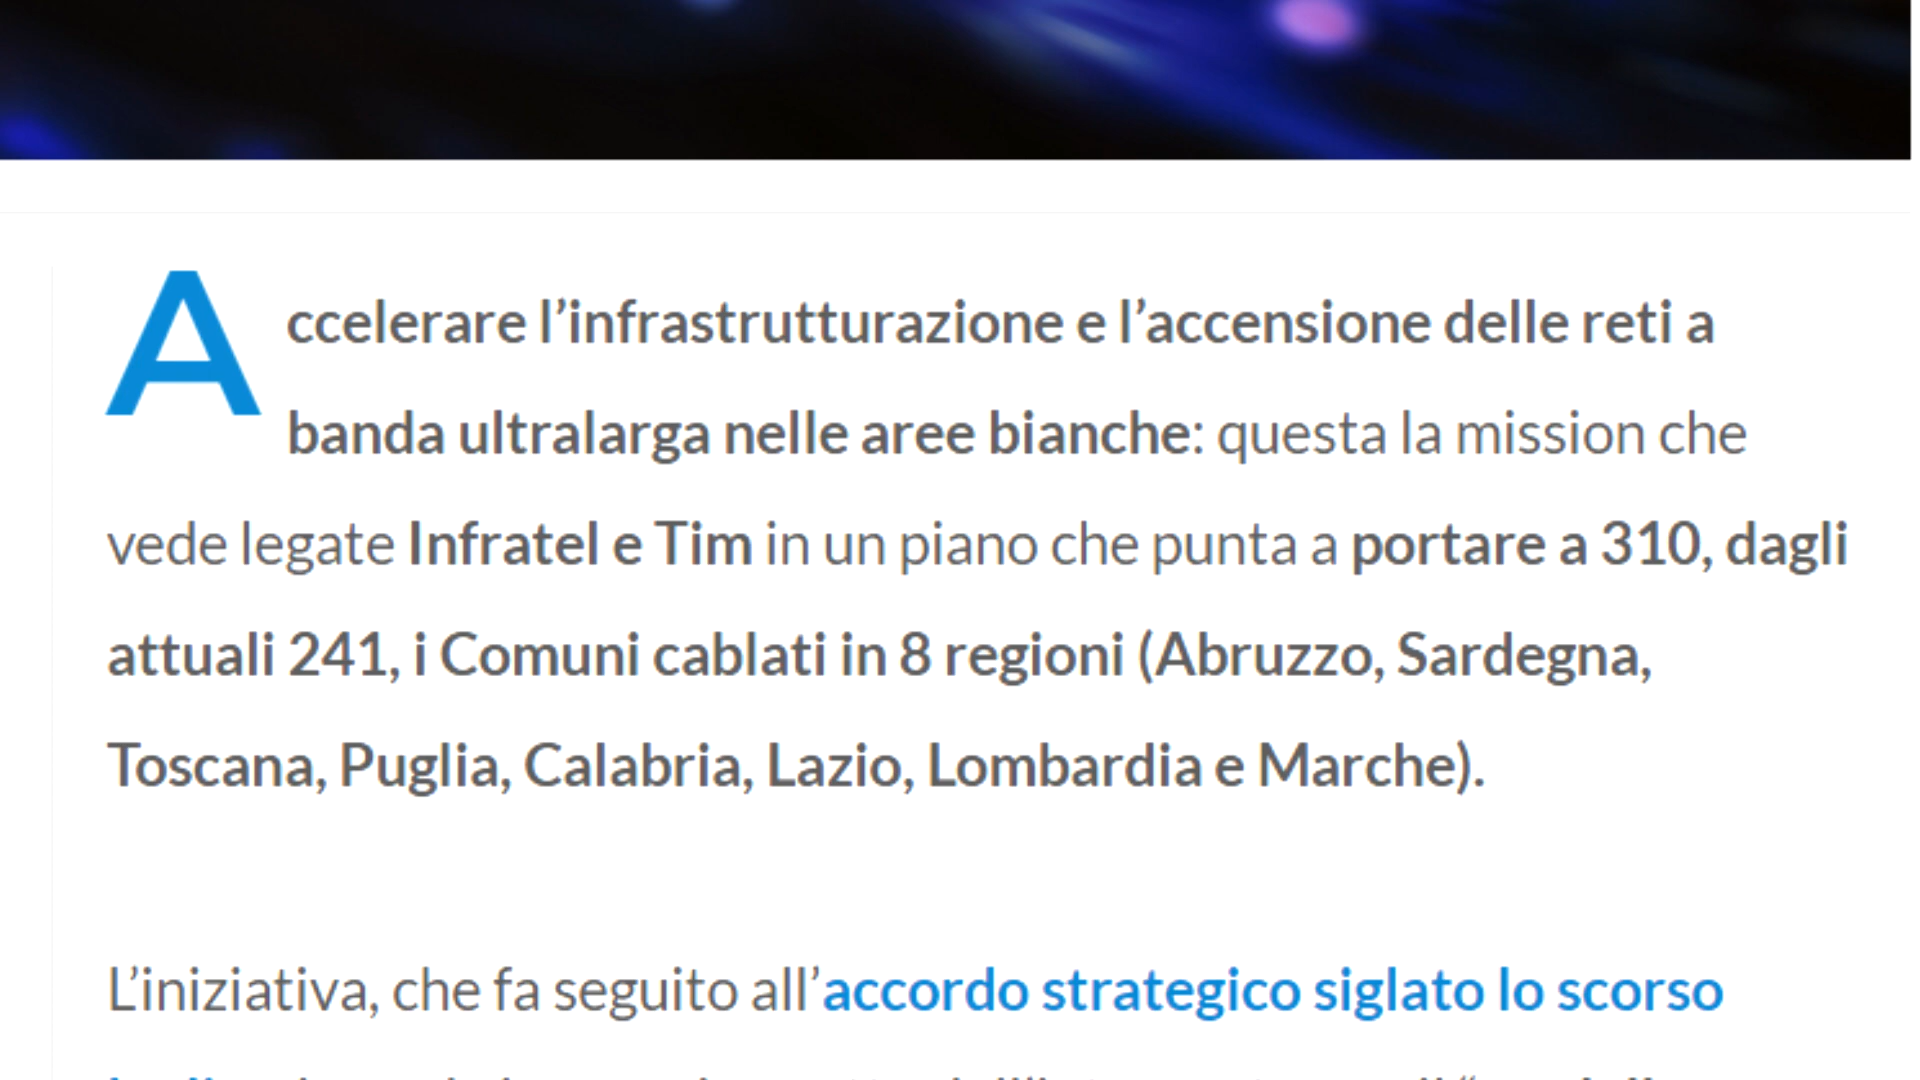 Accelerare l’infrastrutturazione e l’accensione delle reti a
banda ultralarga nelle aree bianche: questa la mission che
vede legate Infratel e Tim in un piano che punta a portare a 310, dagli
attuali 241, i Comuni cablati in 8 regioni (Abruzzo, Sardegna,
Toscana, Puglia, Calabria, Lazio, Lombardia e Marche).
L’iniziativa, che fa seguito all’accordo strategico siglato lo scorso